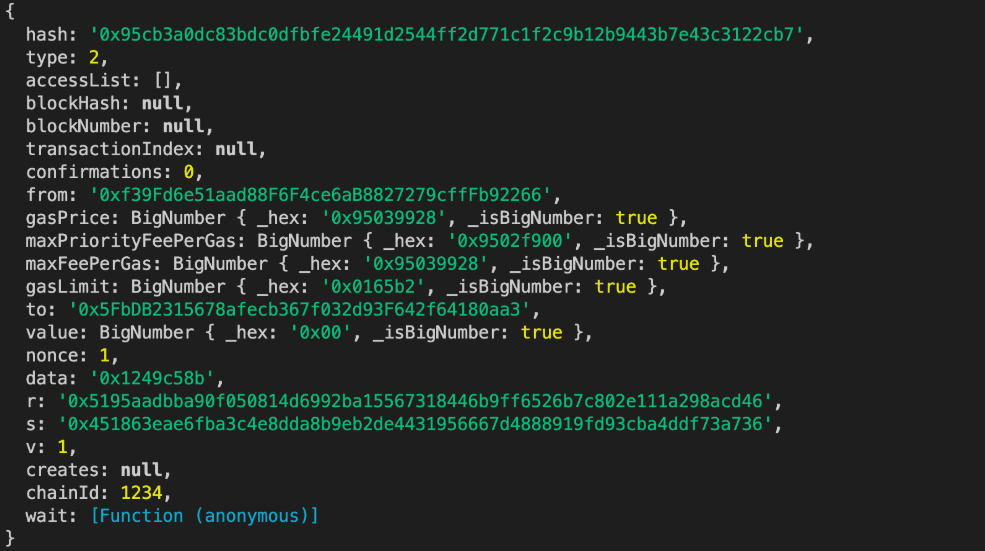 {
  hash: '0x95cb3a0dc83bdc0dfbfe24491d2544ff2d771c1f2c9b12b9443b7e43c3122cb7',
  type: 2,
  accessList: [],
  blockHash: null,
  blockNumber: null,
  transactionIndex: null,
  confirmations: 0,
  from: '0xf39Fd6e51aad88F6F4ce6aB8827279cffFb92266',
  gasPrice: BigNumber { _hex: '0x95039928', _isBigNumber: true },
  maxPriorityFeePerGas: BigNumber { _hex: '0x9502f900', _isBigNumber: true },
  maxFeePerGas: BigNumber { _hex: '0x95039928', _isBigNumber: true },
  gasLimit: BigNumber { _hex: '0x0165b2', _isBigNumber: true },
  to: '0x5FbDB2315678afecb367f032d93F642f64180aa3',
  value: BigNumber { _hex: '0x00', _isBigNumber: true },
  nonce: 1,
  data: '0x1249c58b',
  r: '0x5195aadbba90f050814d6992ba15567318446b9ff6526b7c802e111a298acd46',
  s: '0x451863eae6fba3c4e8dda8b9eb2de4431956667d4888919fd93cba4ddf73a736',
  v: 1,
  creates: null,
  chainId: 1234,
  wait: [Function (anonymous)]
}